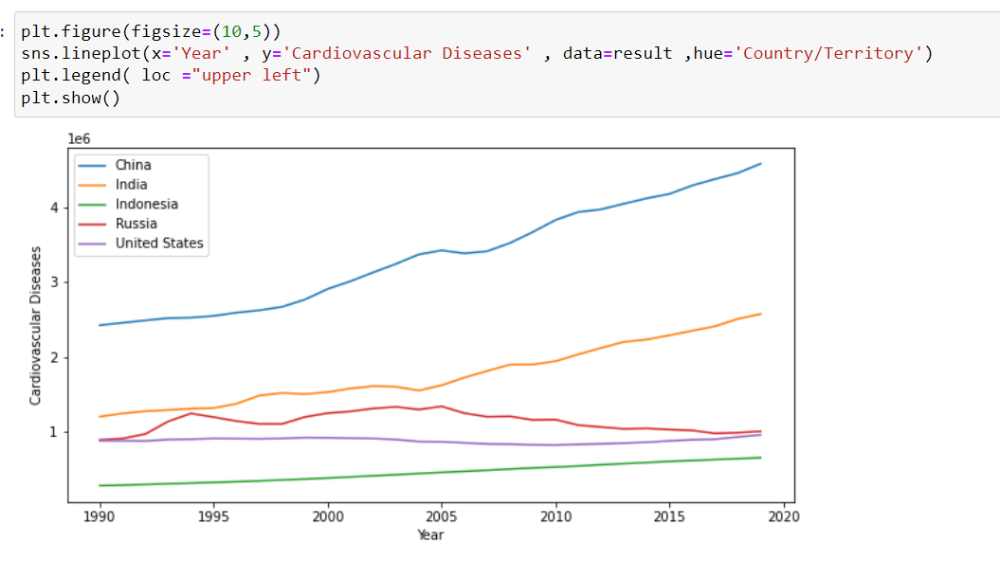 :
plt.figure(figsize=(10,5))
sns.lineplot(x='Year' , y='Cardiovascular Diseases' , data=result ,hue='Country/Territory')
plt.legend( loc ="upper left")
plt.show()
1e6
China
India
Indonesia
Russia
United States
4
3
2
1
Cardiovascular Diseases
1990 1995 2000 2005 2010 2015 2020
Year